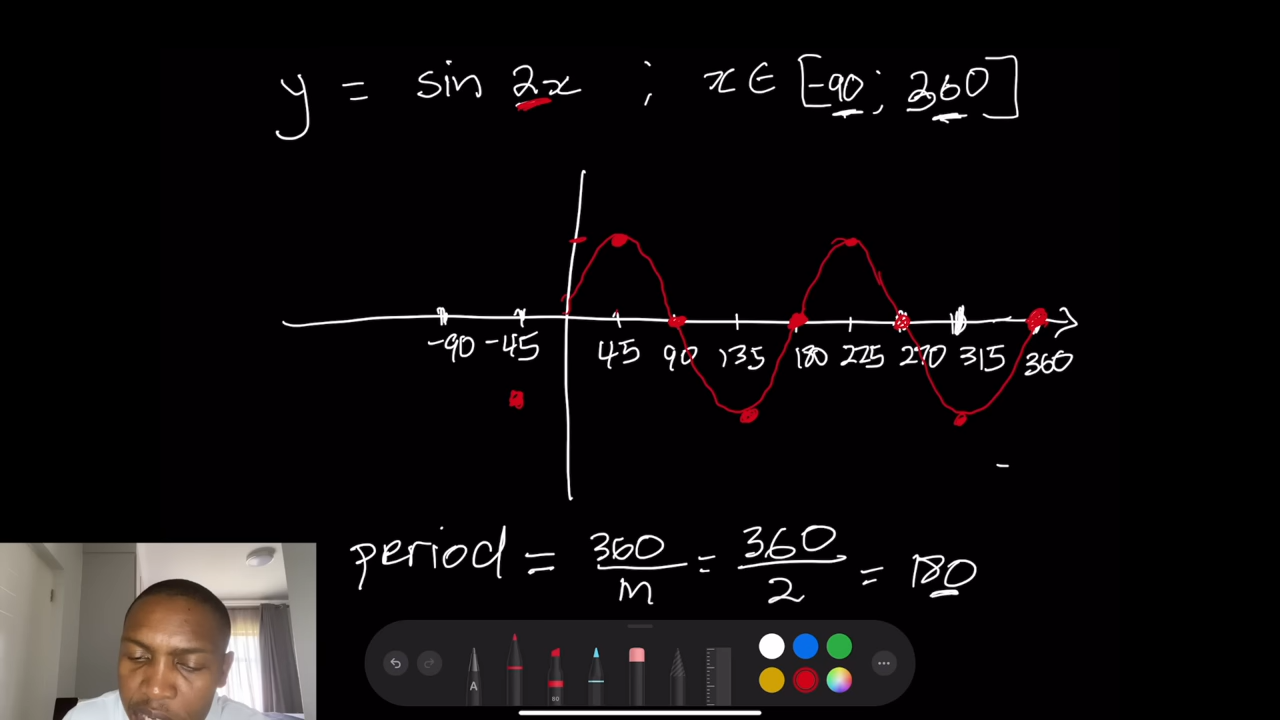 y = sin 2x ; x ∈ [-90; 360]
-90 -45 45 90 135 180 225 270 315 360
period = 360/m = 360/2 = 180
A 80